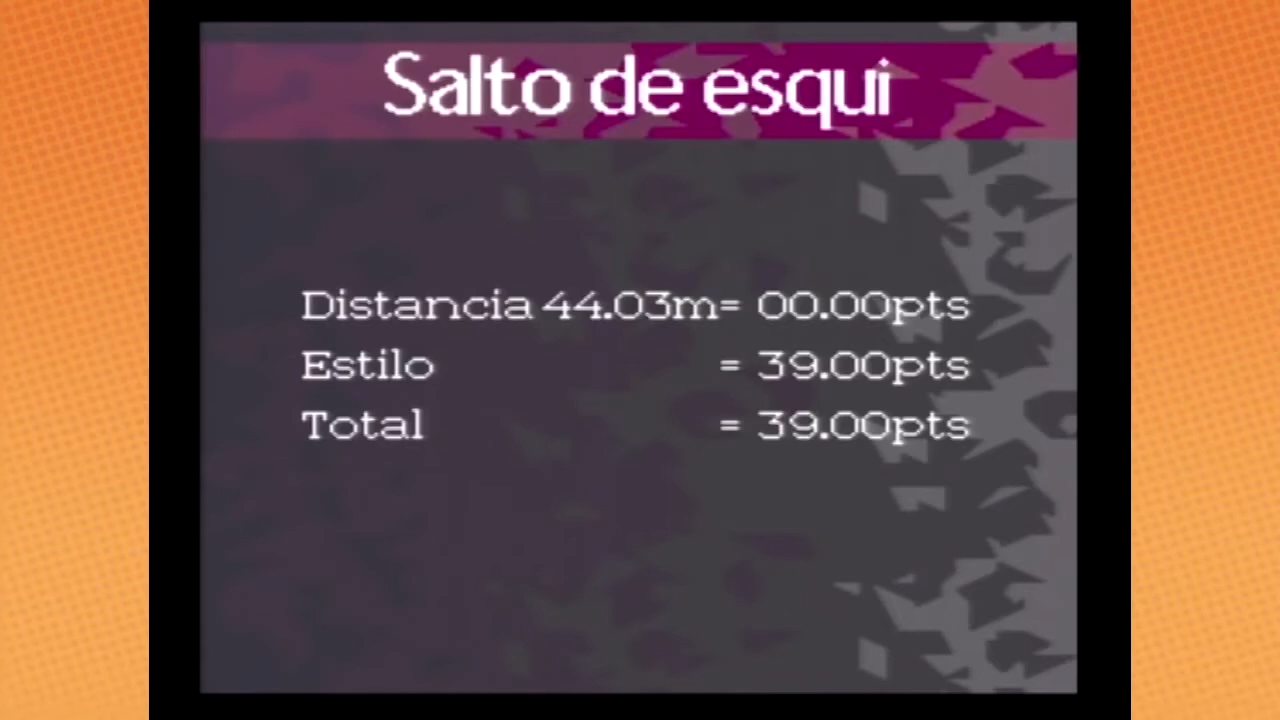 Salto de esqui
Distancia 44.03m= 00.00pts
Estilo = 39.00pts
Total = 39.00pts